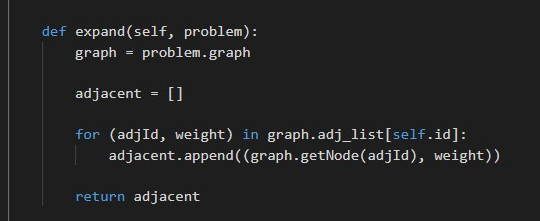 def expand(self, problem):
graph = problem.graph
adjacent = []
for (adjId, weight) in graph.adj_list[self.id]:
adjacent.append((graph.getNode(adjId), weight))
return adjacent